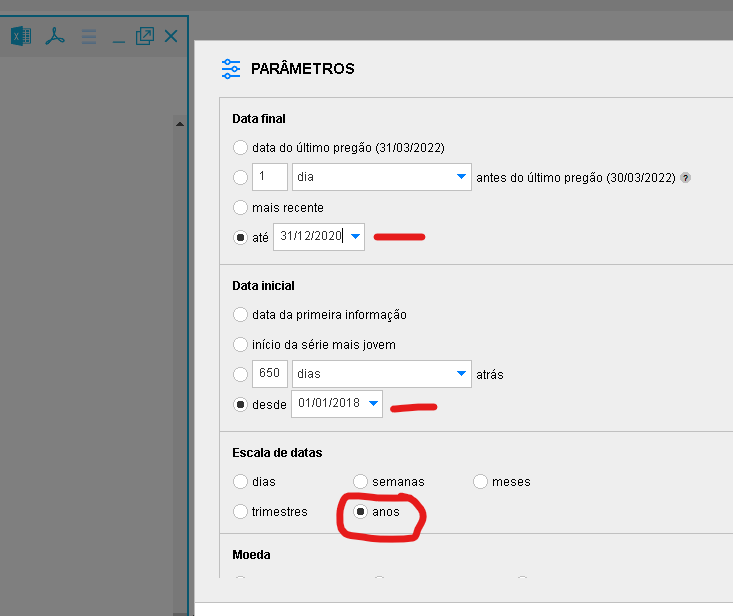 PARÂMETROS
Data final
data do último pregão (31/03/2022)
1 dia antes do último pregão (30/03/2022) ?
mais recente
até 31/12/2020
Data inicial
data da primeira informação
início da série mais jovem
650 dias atrás
desde 01/01/2018
Escala de datas
dias semanas meses
trimestres anos
Moeda